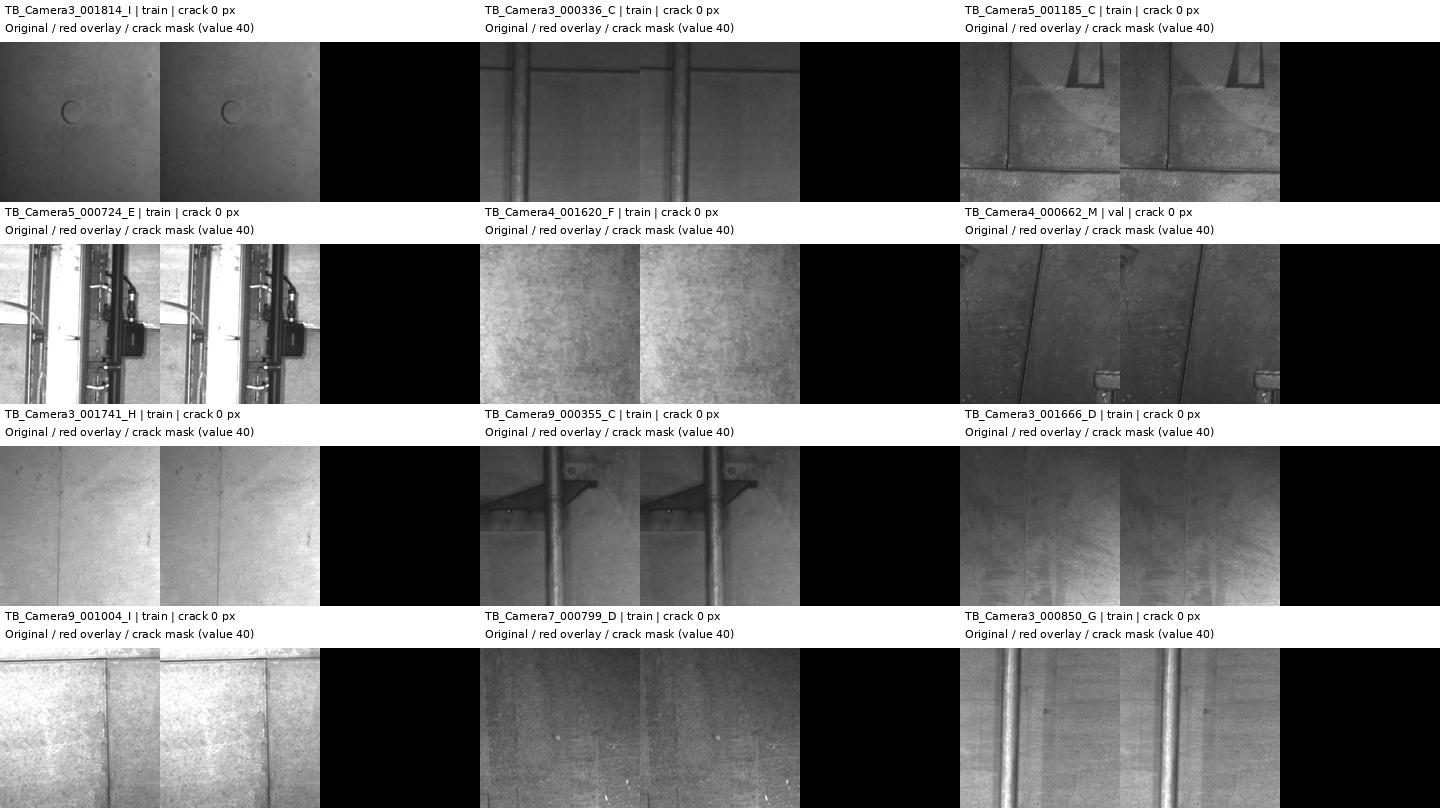 TB_Camera3_001814_I | train | crack 0 px
Original / red overlay / crack mask (value 40)
TB_Camera3_000336_C | train | crack 0 px
Original / red overlay / crack mask (value 40)
TB_Camera5_001185_C | train | crack 0 px
Original / red overlay / crack mask (value 40)
TB_Camera5_000724_E | train | crack 0 px
Original / red overlay / crack mask (value 40)
TB_Camera4_001620_F | train | crack 0 px
Original / red overlay / crack mask (value 40)
TB_Camera4_000662_M | val | crack 0 px
Original / red overlay / crack mask (value 40)
TB_Camera3_001741_H | train | crack 0 px
Original / red overlay / crack mask (value 40)
TB_Camera9_000355_C | train | crack 0 px
Original / red overlay / crack mask (value 40)
TB_Camera3_001666_D | train | crack 0 px
Original / red overlay / crack mask (value 40)
TB_Camera9_001004_I | train | crack 0 px
Original / red overlay / crack mask (value 40)
TB_Camera7_000799_D | train | crack 0 px
Original / red overlay / crack mask (value 40)
TB_Camera3_000850_G | train | crack 0 px
Original / red overlay / crack mask (value 40)